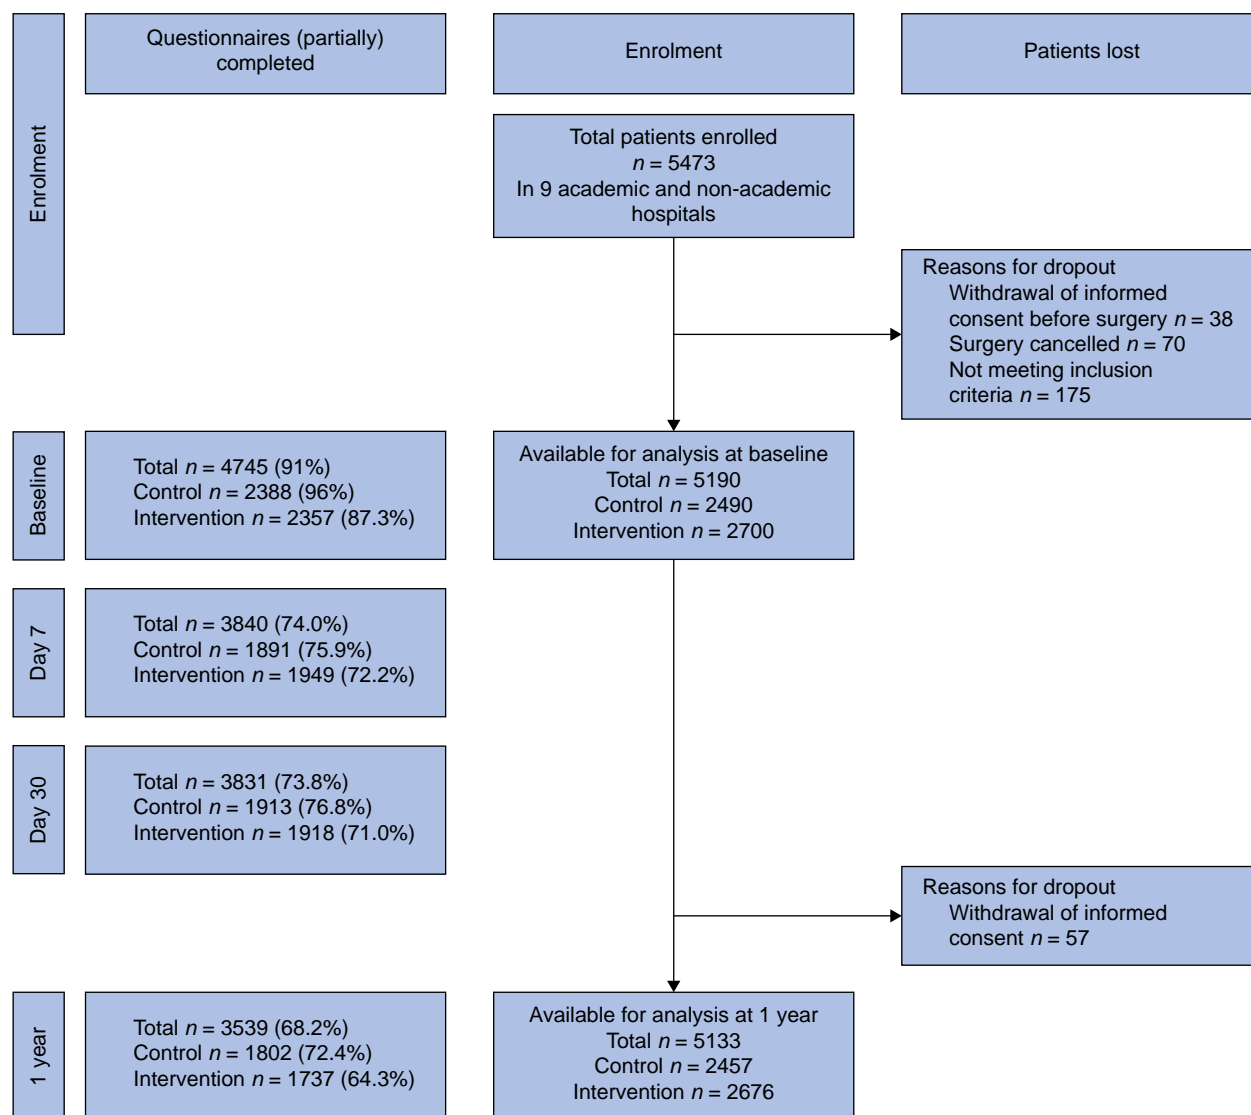 Questionnaires (partially)
completed
Enrolment
Patients lost
Enrolment
Total patients enrolled
n = 5473
In 9 academic and non-academic
hospitals
Reasons for dropout
Withdrawal of informed
consent before surgery n = 38
Surgery cancelled n = 70
Not meeting inclusion
criteria n = 175
Baseline
Total n = 4745 (91%)
Control n = 2388 (96%)
Intervention n = 2357 (87.3%)
Available for analysis at baseline
Total n = 5190
Control n = 2490
Intervention n = 2700
Day 7
Total n = 3840 (74.0%)
Control n = 1891 (75.9%)
Intervention n = 1949 (72.2%)
Day 30
Total n = 3831 (73.8%)
Control n = 1913 (76.8%)
Intervention n = 1918 (71.0%)
Reasons for dropout
Withdrawal of informed
consent n = 57
1 year
Total n = 3539 (68.2%)
Control n = 1802 (72.4%)
Intervention n = 1737 (64.3%)
Available for analysis at 1 year
Total n = 5133
Control n = 2457
Intervention n = 2676